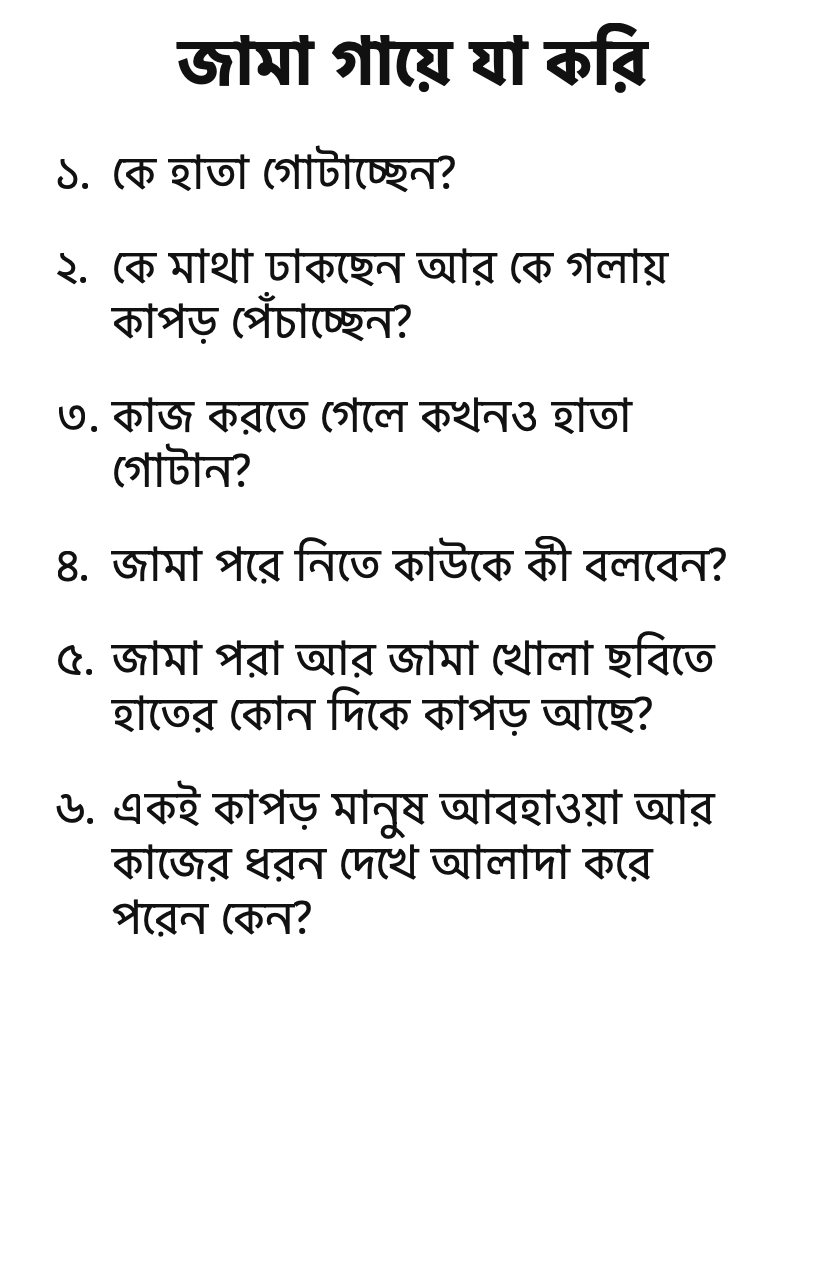 জামা গায়ে যা করি
১. কে হাতা গোটাচ্ছেন?
২. কে মাথা ঢাকছেন আর কে গলায়
কাপড় পেঁচাচ্ছেন?
৩. কাজ করতে গেলে কখনও হাতা
গোটান?
৪. জামা পরে নিতে কাউকে কী বলবেন?
৫. জামা পরা আর জামা খোলা ছবিতে
হাতের কোন দিকে কাপড় আছে?
৬. একই কাপড় মানুষ আবহাওয়া আর
কাজের ধরন দেখে আলাদা করে
পরেন কেন?